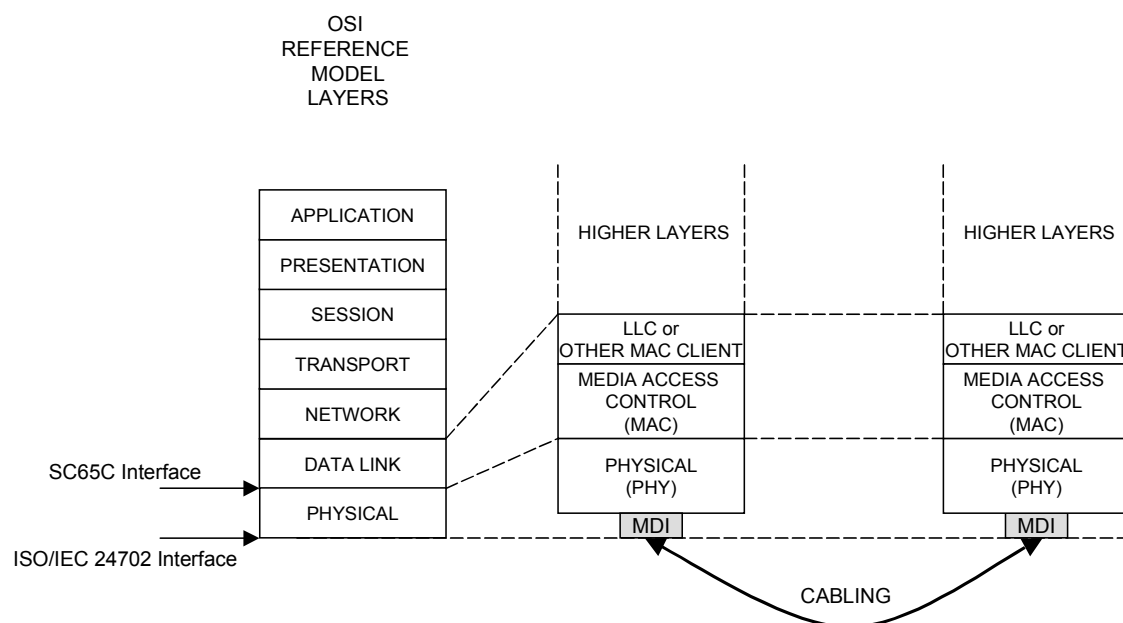 OSI
REFERENCE
MODEL
LAYERS
APPLICATION
PRESENTATION
SESSION
TRANSPORT
NETWORK
DATA LINK
PHYSICAL
SC65C Interface
ISO/IEC 24702 Interface
HIGHER LAYERS
LLC or
OTHER MAC CLIENT
MEDIA ACCESS
CONTROL
(MAC)
PHYSICAL
(PHY)
MDI
HIGHER LAYERS
LLC or
OTHER MAC CLIENT
MEDIA ACCESS
CONTROL
(MAC)
PHYSICAL
(PHY)
MDI
CABLING